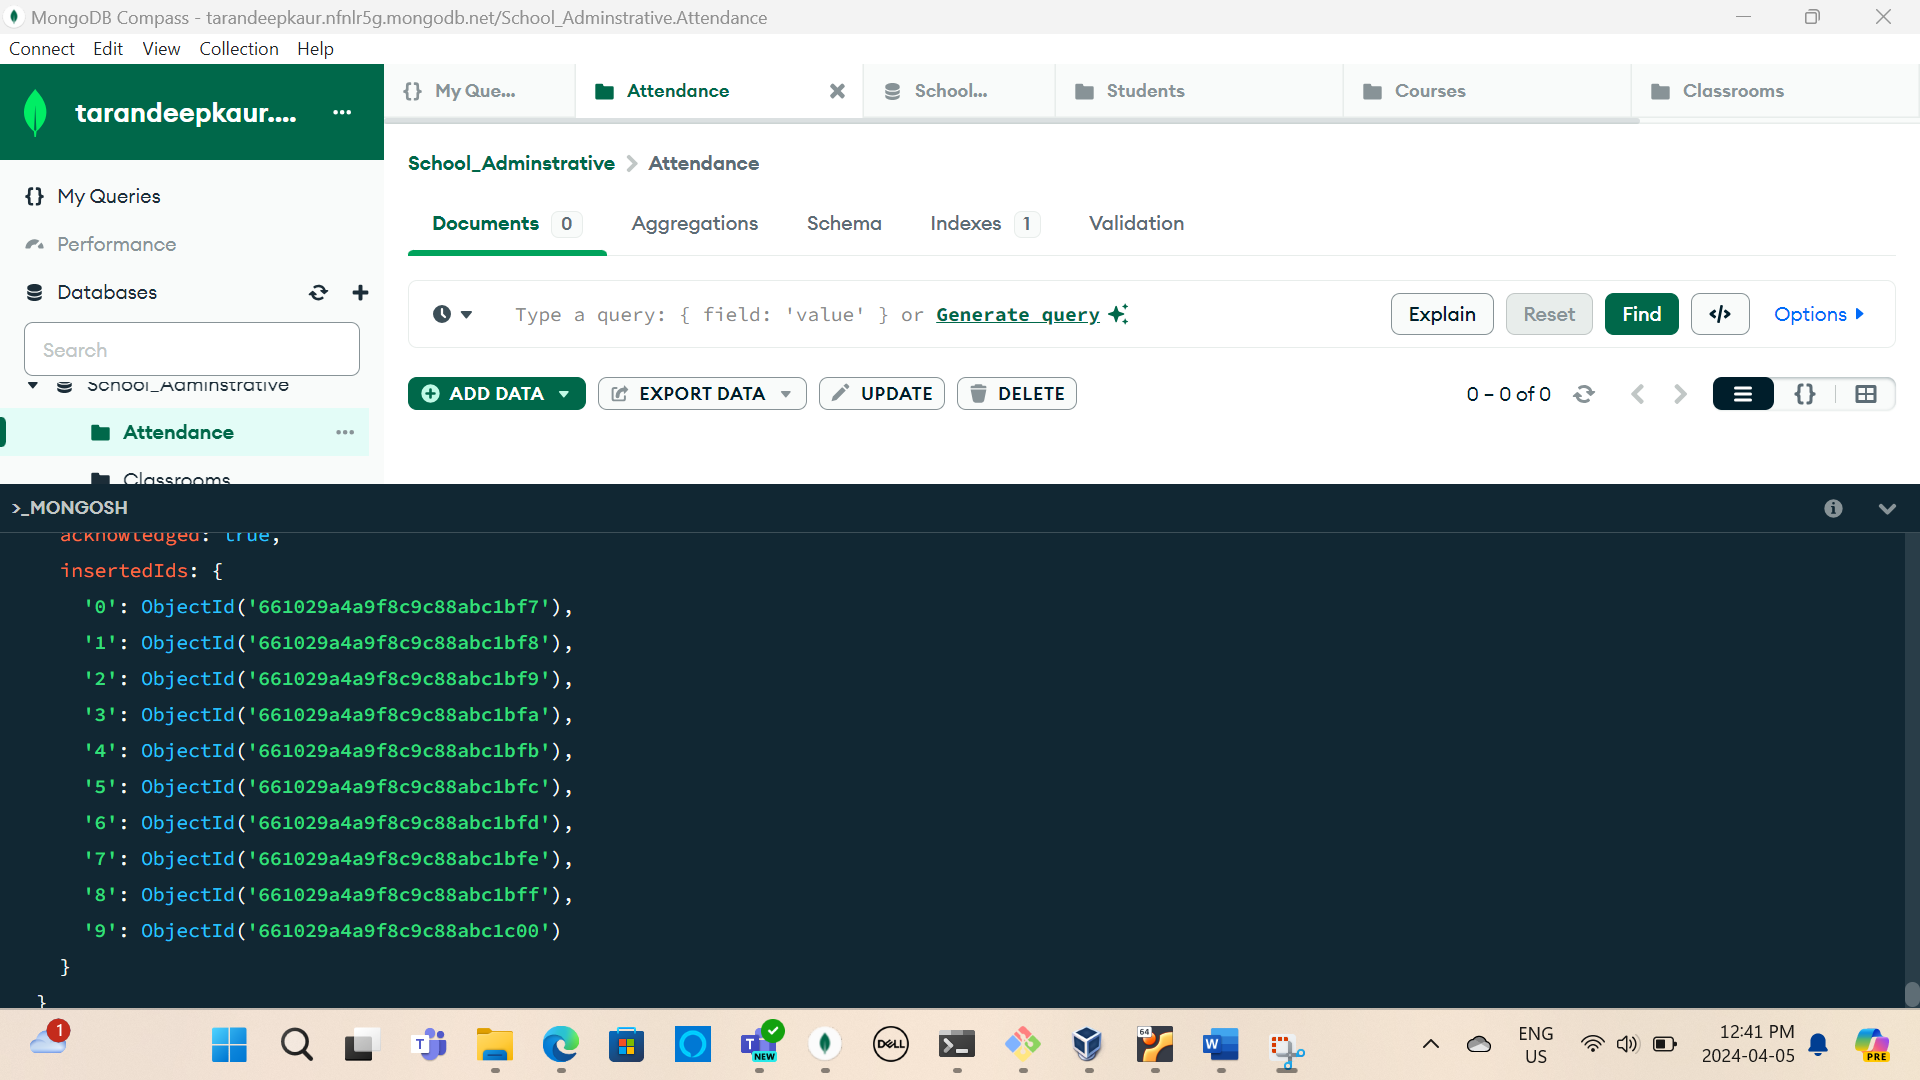 MongoDB Compass - tarandeepkaur.nfnlr5g.mongodb.net/School_Adminstrative.Attendance
Connect Edit View Collection Help
tarandeepkaur.... ···
{} My Que...
Attendance
School...
Students
Courses
Classrooms
School_Adminstrative > Attendance
My Queries
Performance
Databases
Search
School_Adminstrative
Attendance ···
Classrooms
Documents 0 Aggregations Schema Indexes 1 Validation
Type a query: { field: 'value' } or Generate query
Explain Reset Find </> Options
ADD DATA EXPORT DATA UPDATE DELETE
0 – 0 of 0 {}
>_MONGOSH
acknowledged: true,
insertedIds: {
'0': ObjectId('661029a4a9f8c9c88abc1bf7'),
'1': ObjectId('661029a4a9f8c9c88abc1bf8'),
'2': ObjectId('661029a4a9f8c9c88abc1bf9'),
'3': ObjectId('661029a4a9f8c9c88abc1bfa'),
'4': ObjectId('661029a4a9f8c9c88abc1bfb'),
'5': ObjectId('661029a4a9f8c9c88abc1bfc'),
'6': ObjectId('661029a4a9f8c9c88abc1bfd'),
'7': ObjectId('661029a4a9f8c9c88abc1bfe'),
'8': ObjectId('661029a4a9f8c9c88abc1bff'),
'9': ObjectId('661029a4a9f8c9c88abc1c00')
}
}
1
NEW
DELL
64
ENG
US
12:41 PM
2024-04-05
PRE